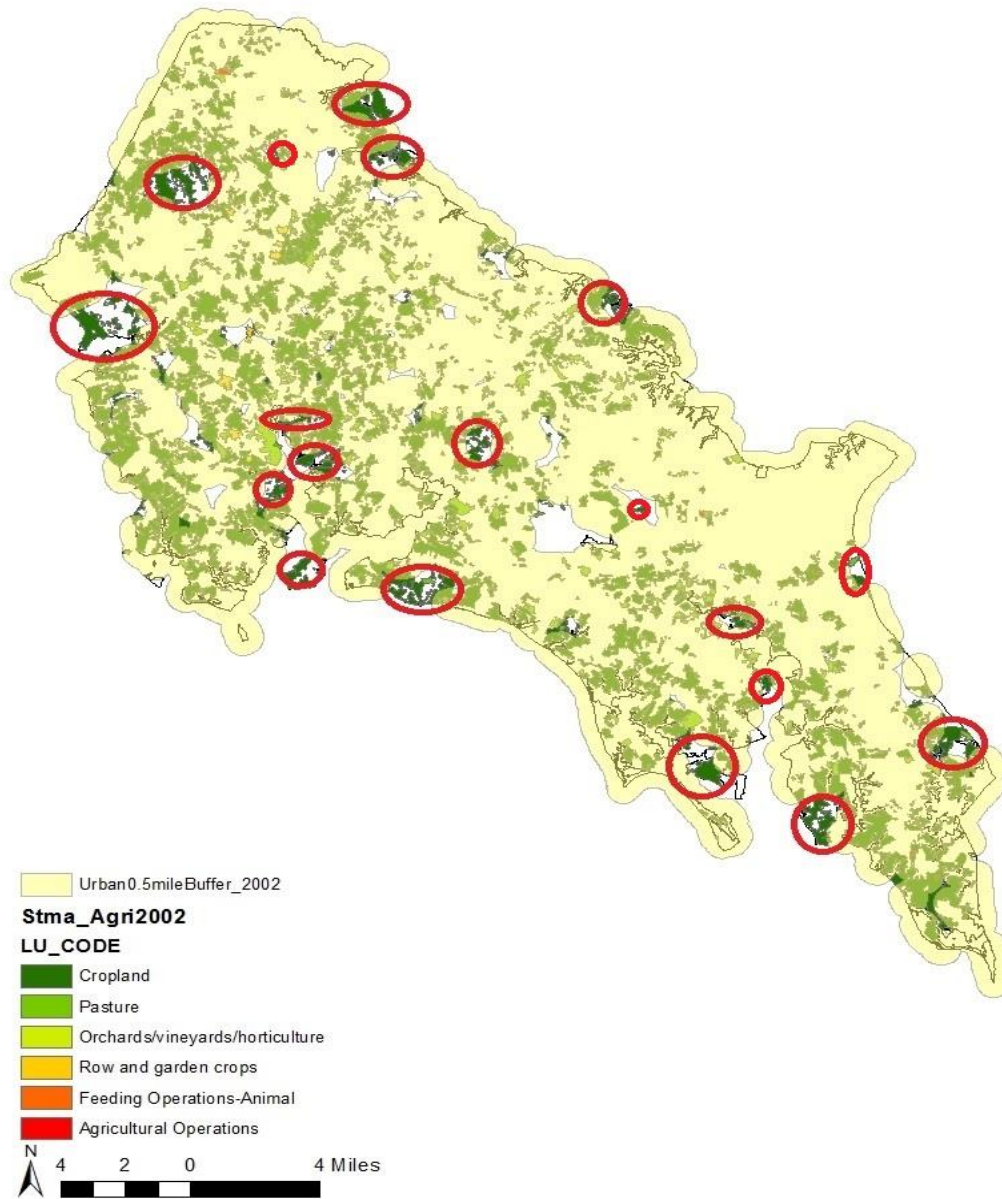 Urban0.5mileBuffer_2002
Stma_Agri2002
LU_CODE
Cropland
Pasture
Orchards/vineyards/horticulture
Row and garden crops
Feeding Operations-Animal
Agricultural Operations
N
4 2 0 4 Miles